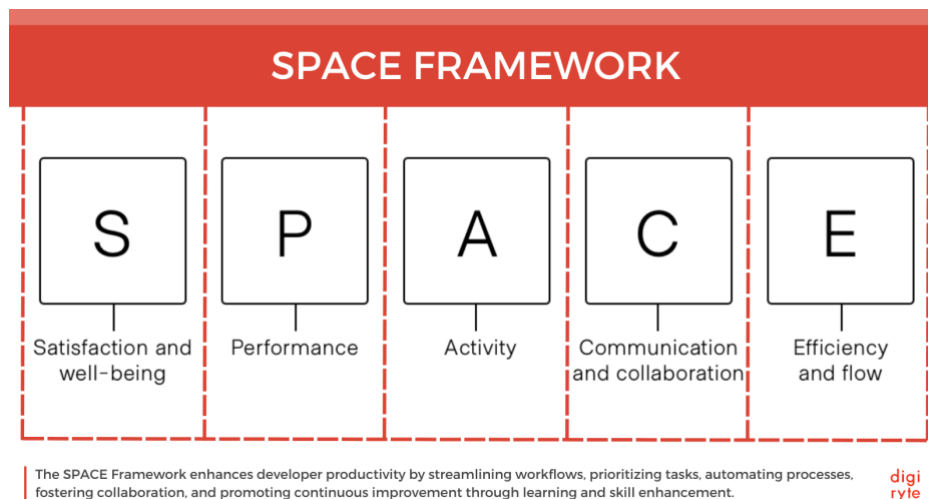 SPACE FRAMEWORK
S
P
A
C
E
Satisfaction and
well-being
Performance
Activity
Communication
and collaboration
Efficiency
and flow
The SPACE Framework enhances developer productivity by streamlining workflows, prioritizing tasks, automating processes,
fostering collaboration, and promoting continuous improvement through learning and skill enhancement.
digi
ryte